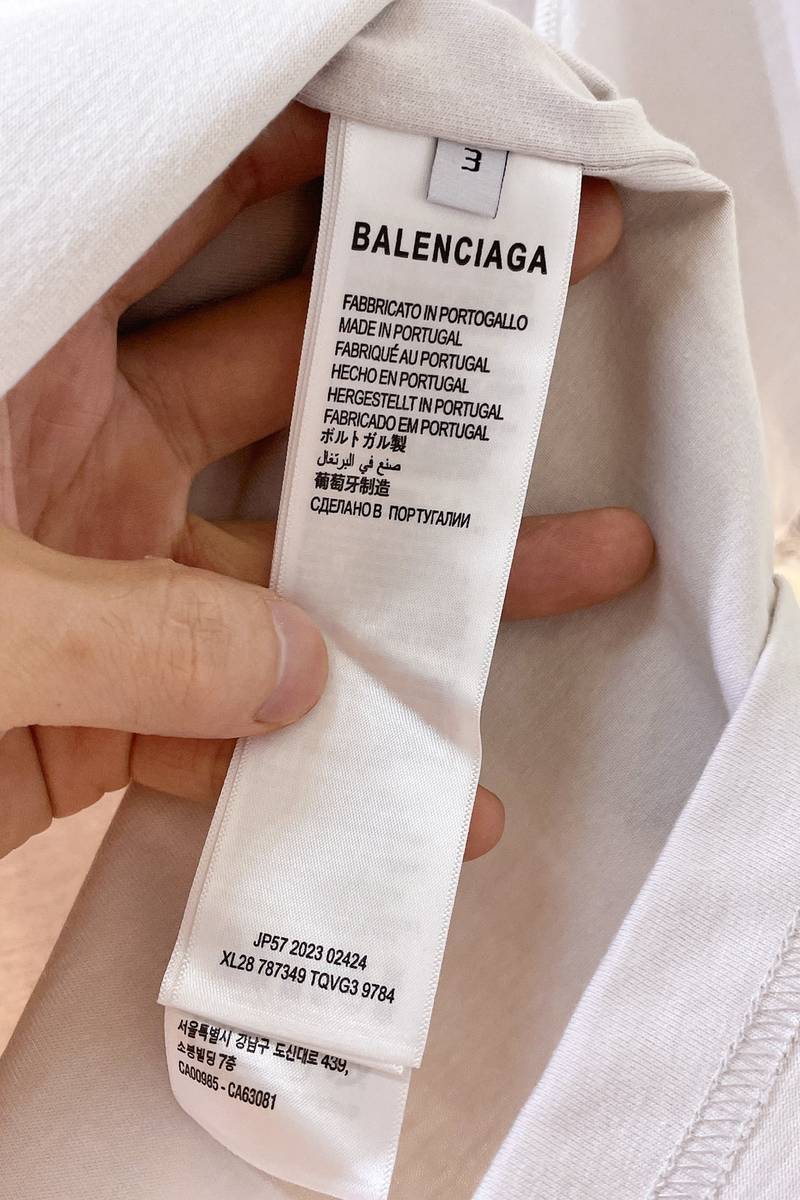 3
BALENCIAGA
FABBRICATO IN PORTOGALLO
MADE IN PORTUGAL
FABRIQUÉ AU PORTUGAL
HECHO EN PORTUGAL
HERGESTELLT IN PORTUGAL
FABRICADO EM PORTUGAL
ポルトガル製
صنع في البرتغال
葡萄牙制造
СДЕЛАНО В ПОРТУГАЛИИ
JP57 2023 02424
XL28 787349 TQVG3 9784
서울특별시 강남구 도산대로 439,
소봉빌딩 7층
CA00985 - CA63081